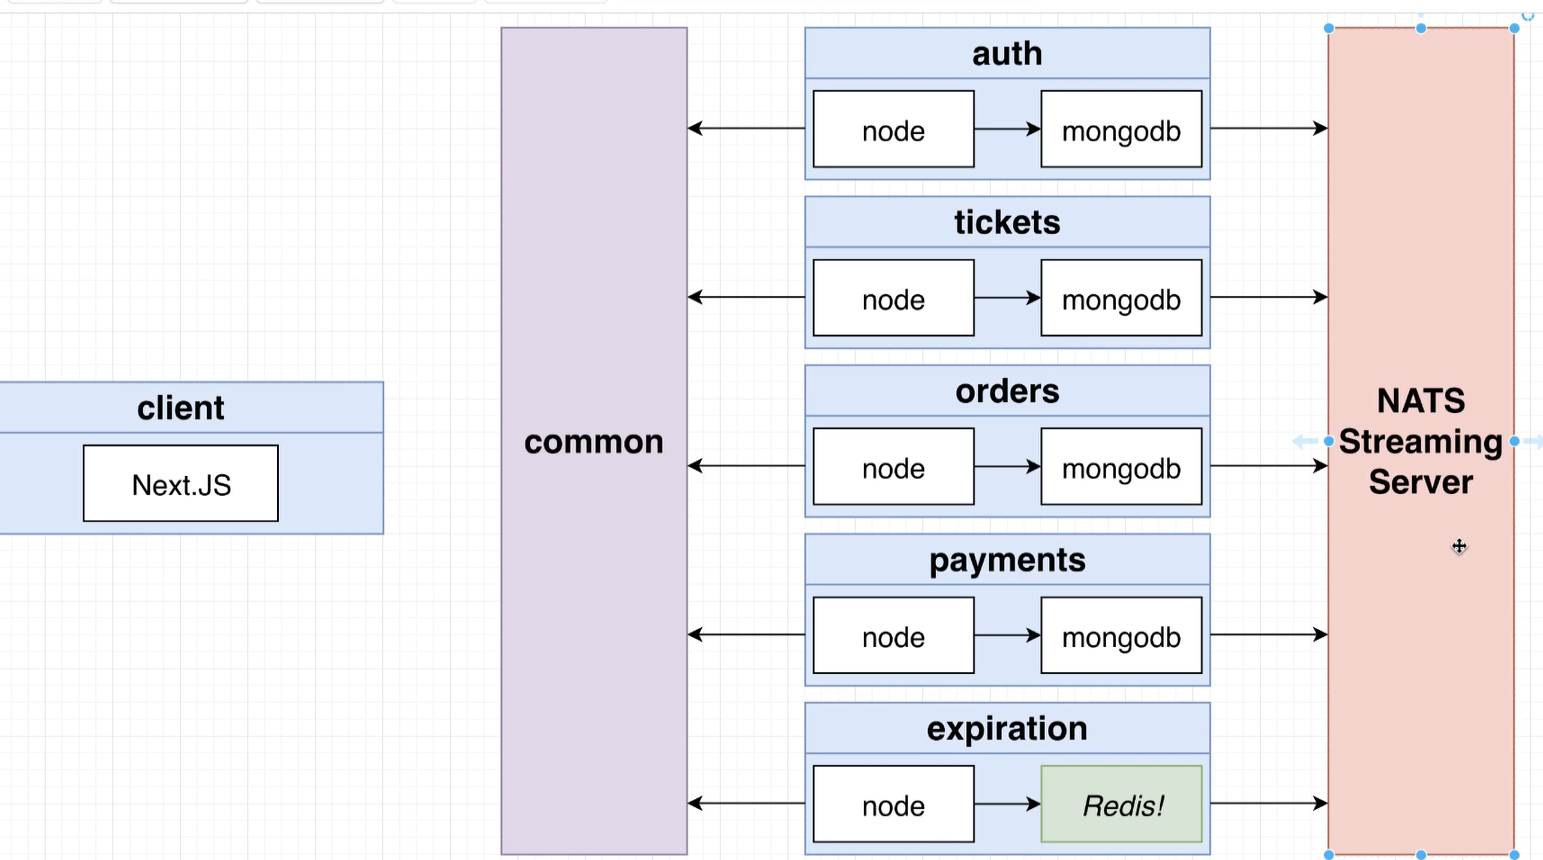 auth
node
mongodb
tickets
node
mongodb
orders
node
mongodb
payments
node
mongodb
expiration
node
Redis!
client
Next.JS
common
NATS
Streaming
Server